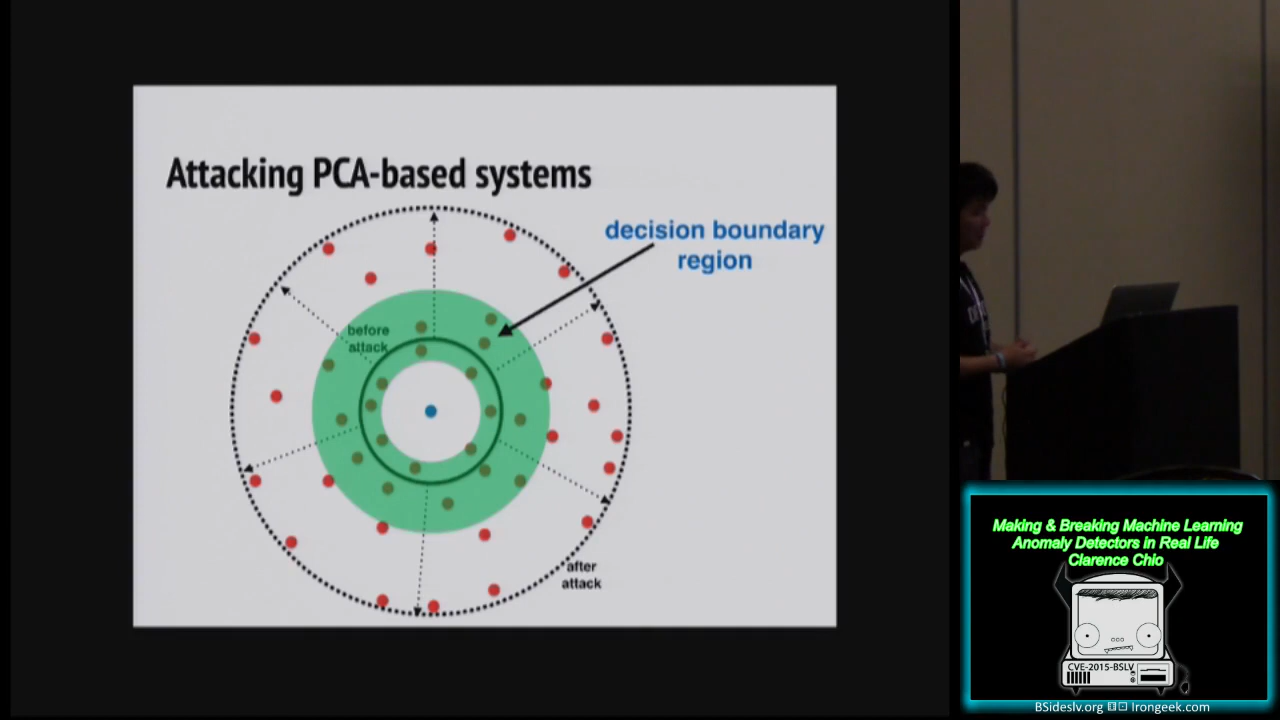 Attacking PCA-based systems
decision boundary
region
before
attack
after
attack
Making & Breaking Machine Learning
Anomaly Detectors in Real Life
Clarence Chio
CVE-2015-BSLV
BSideslv.org
Irongeek.com